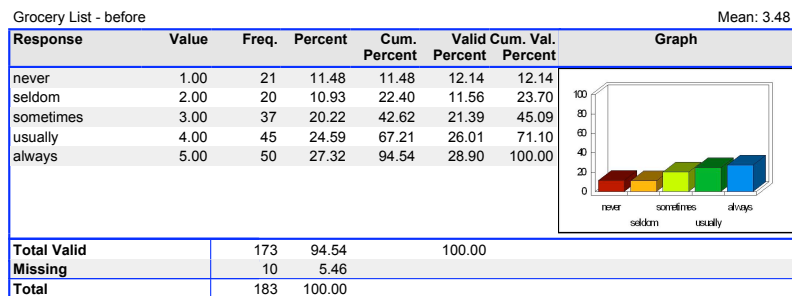 Grocery List - before Mean: 3.48
Response Value Freq. Percent Cum. Percent Valid Percent Cum. Val. Percent Graph
never 1.00 21 11.48 11.48 12.14 12.14
seldom 2.00 20 10.93 22.40 11.56 23.70
sometimes 3.00 37 20.22 42.62 21.39 45.09
usually 4.00 45 24.59 67.21 26.01 71.10
always 5.00 50 27.32 94.54 28.90 100.00
100
80
60
40
20
0
never sometimes always
seldom usually
Total Valid 173 94.54 100.00
Missing 10 5.46
Total 183 100.00